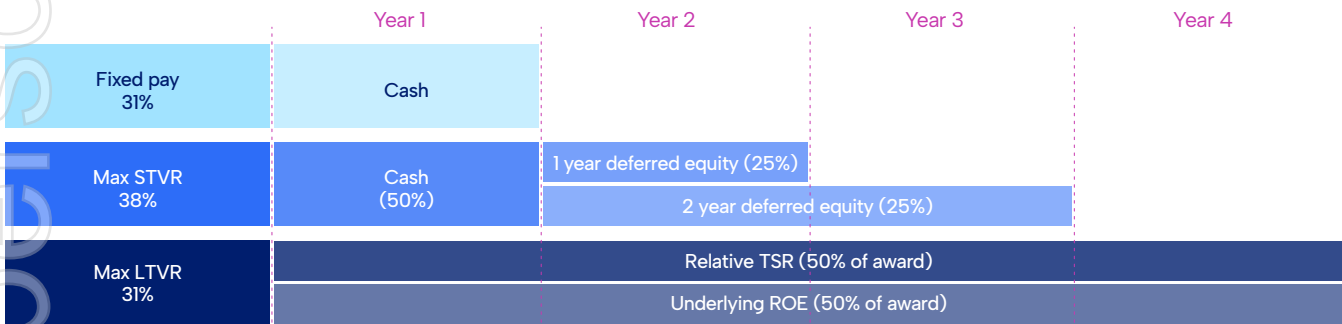 Year 1
Year 2
Year 3
Year 4
Fixed pay
31%
Cash
Max STVR
38%
Cash
(50%)
1 year deferred equity (25%)
2 year deferred equity (25%)
Max LTVR
31%
Relative TSR (50% of award)
Underlying ROE (50% of award)